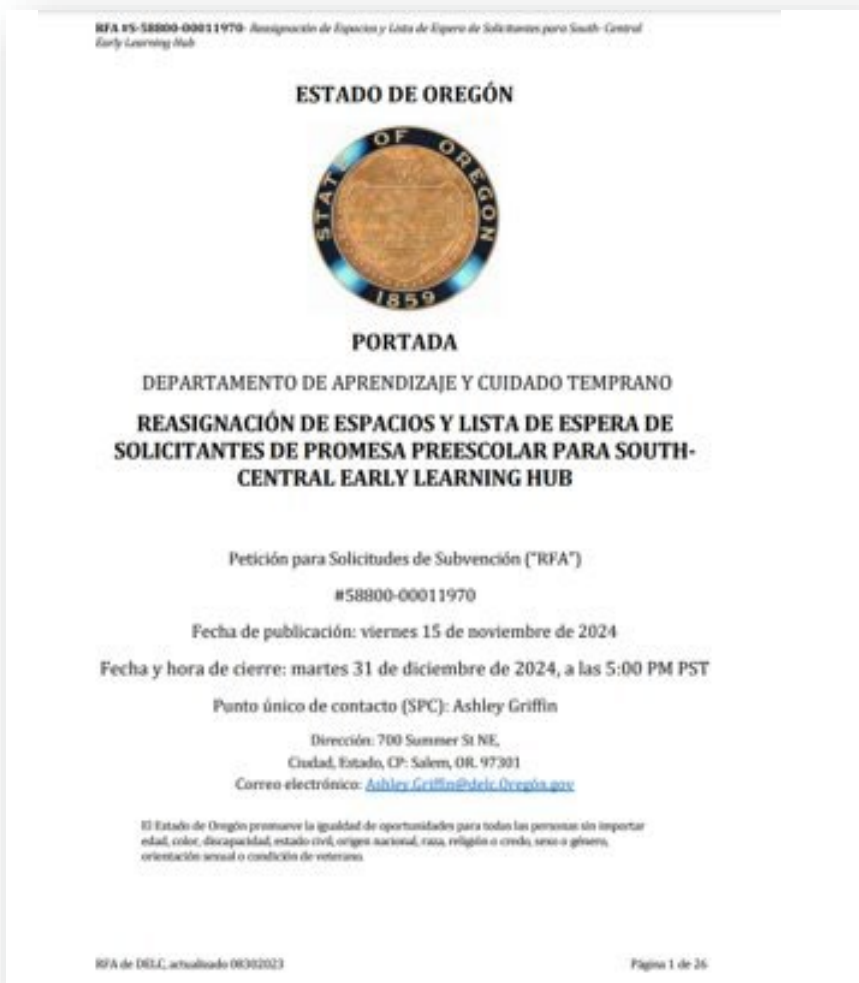 RFA #S-58800-00011970- Reasignación de Espacios y Lista de Espera de Solicitantes para South- Central
Early Learning Hub
ESTADO DE OREGÓN
STATE OF OREGON
1859
PORTADA
DEPARTAMENTO DE APRENDIZAJE Y CUIDADO TEMPRANO
REASIGNACIÓN DE ESPACIOS Y LISTA DE ESPERA DE
SOLICITANTES DE PROMESA PREESCOLAR PARA SOUTH-
CENTRAL EARLY LEARNING HUB
Petición para Solicitudes de Subvención ("RFA")
#58800-00011970
Fecha de publicación: viernes 15 de noviembre de 2024
Fecha y hora de cierre: martes 31 de diciembre de 2024, a las 5:00 PM PST
Punto único de contacto (SPC): Ashley Griffin
Dirección: 700 Summer St NE,
Ciudad, Estado, CP: Salem, OR. 97301
Correo electrónico: Ashley.Griffin@delc.Oregón.gov
El Estado de Oregón promueve la igualdad de oportunidades para todas las personas sin importar
edad, color, discapacidad, estado civil, origen nacional, raza, religión o credo, sexo o género,
orientación sexual o condición de veterano.
RFA de DELC, actualizado 08302023
Página 1 de 26